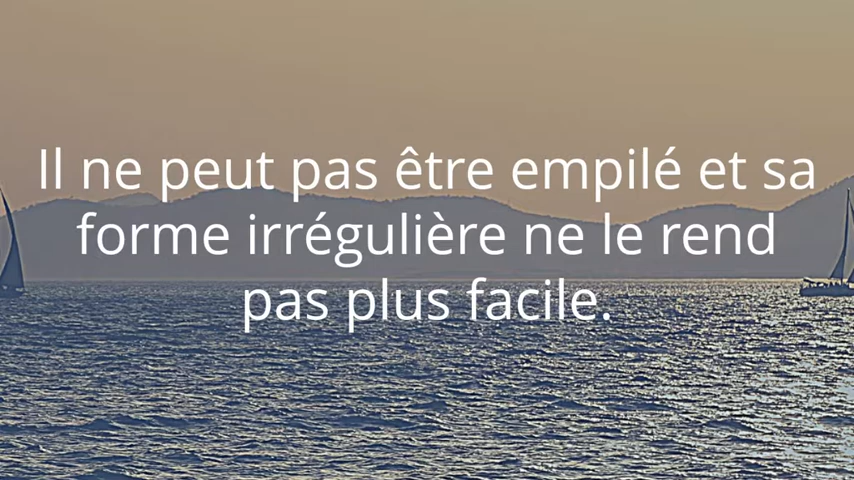 Il ne peut pas être empilé et sa
forme irrégulière ne le rend
pas plus facile.